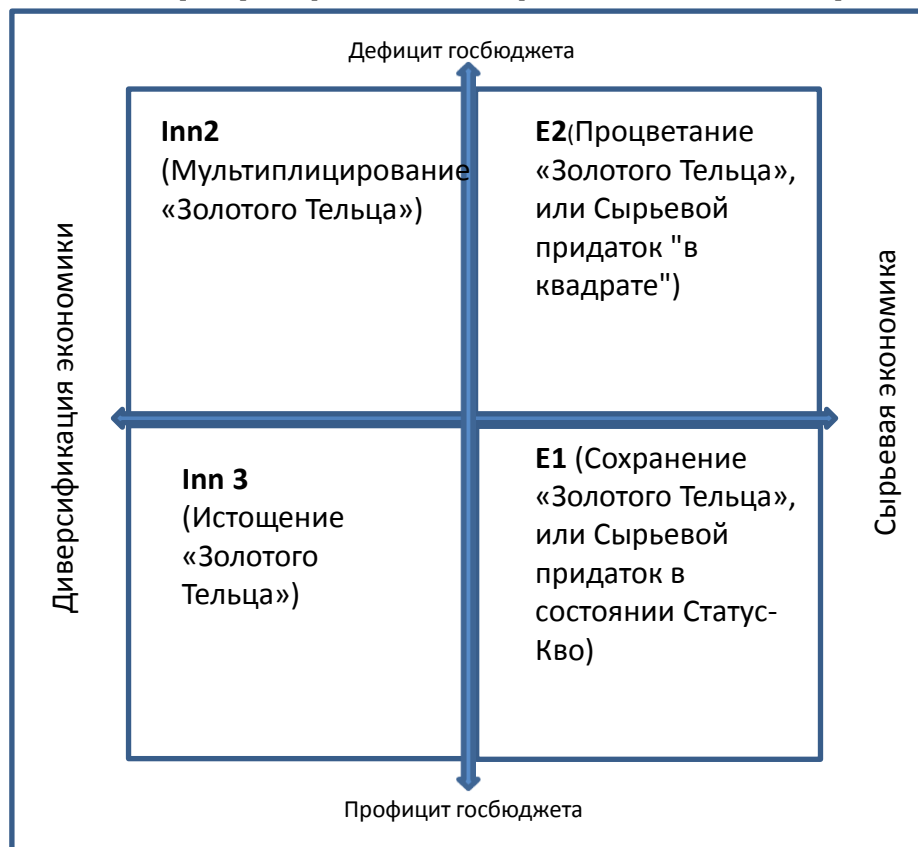 Дефицит госбюджета
Inn2
(Мультиплицирование
«Золотого Тельца»)
E2(Процветание
«Золотого Тельца»,
или Сырьевой
придаток "в
квадрате")
Диверсификация экономики
Сырьевая экономика
Inn 3
(Истощение
«Золотого
Тельца»)
E1 (Сохранение
«Золотого Тельца»,
или Сырьевой
придаток в
состоянии Статус-
Кво)
Профицит госбюджета